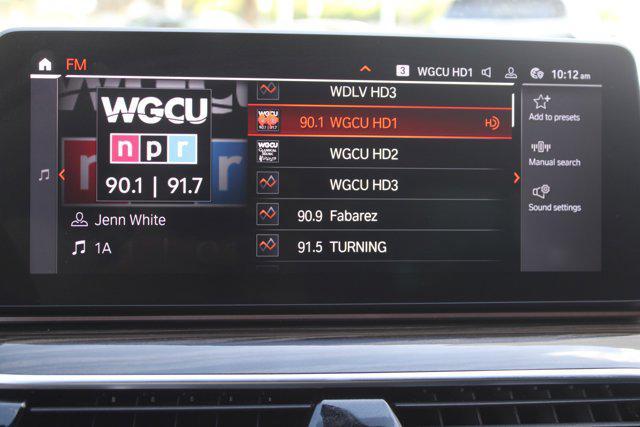 FM
3 WGCU HD1 10:12 am
WGCU
npr
90.1 | 91.7
Jenn White
1A
WDLV HD3
90.1 WGCU HD1 HD
WGCU HD2
WGCU HD3
90.9 Fabarez
91.5 TURNING
Add to presets
Manual search
Sound settings